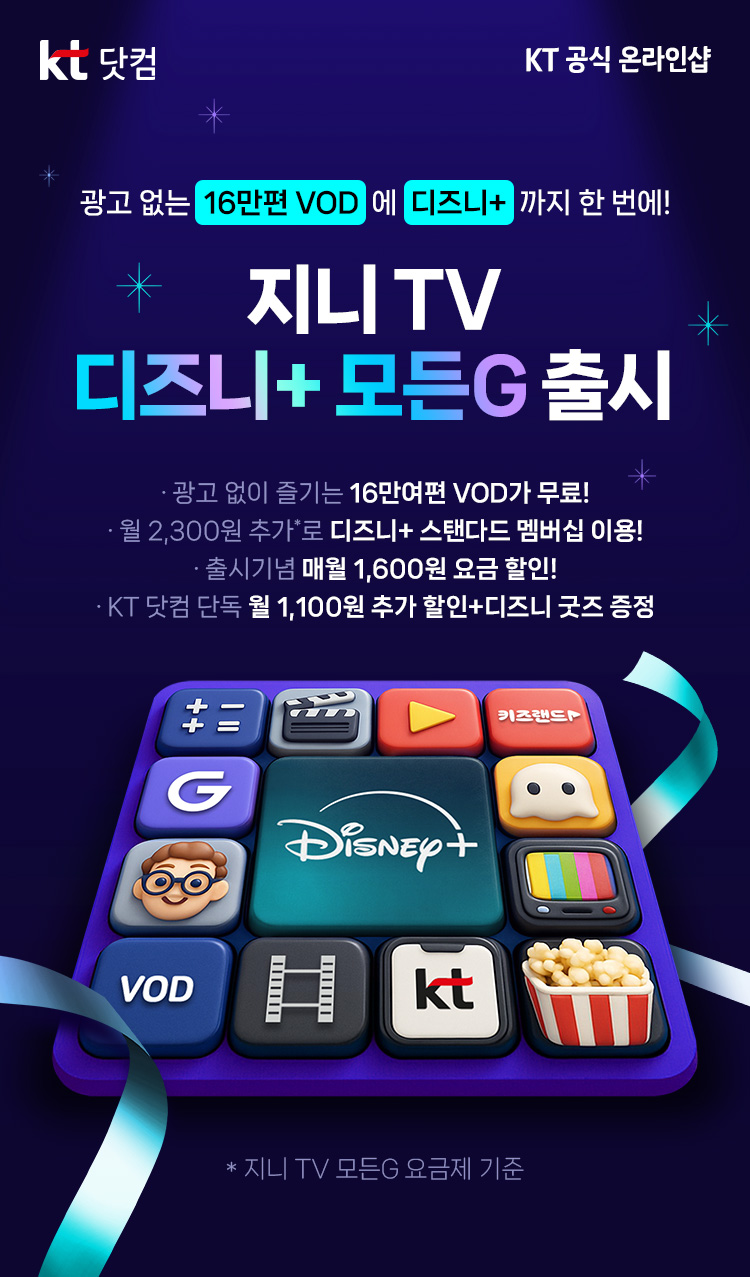 kt 닷컴
KT 공식 온라인샵
광고 없는 16만편 VOD 에 디즈니+ 까지 한 번에!
지니 TV
디즈니+ 모든G 출시
· 광고 없이 즐기는 16만여편 VOD가 무료!
· 월 2,300원 추가*로 디즈니+ 스탠다드 멤버십 이용!
· 출시기념 매월 1,600원 요금 할인!
· KT 닷컴 단독 월 1,100원 추가 할인+디즈니 굿즈 증정
키즈랜드
G
Disney+
VOD
kt
* 지니 TV 모든G 요금제 기준